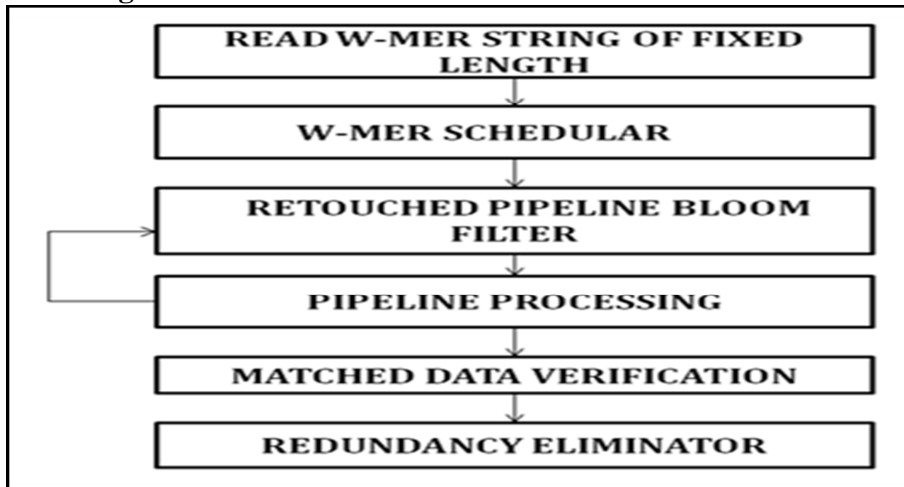 READ W-MER STRING OF FIXED
LENGTH
W-MER SCHEDULAR
RETOUCHED PIPELINE BLOOM
FILTER
PIPELINE PROCESSING
MATCHED DATA VERIFICATION
REDUNDANCY ELIMINATOR